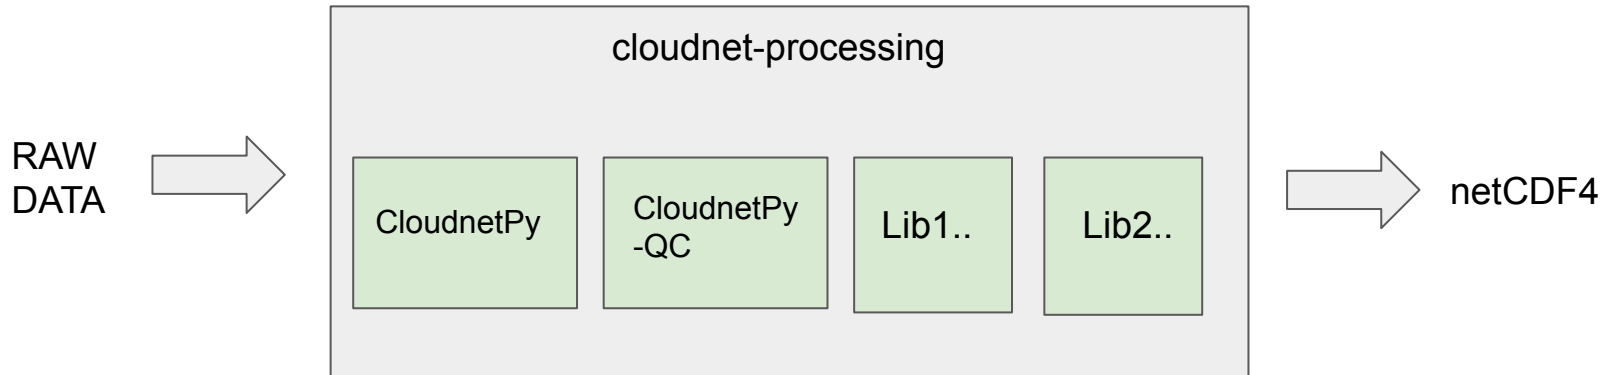 cloudnet-processing
RAW
DATA
CloudnetPy
CloudnetPy
-QC
Lib1..
Lib2..
netCDF4